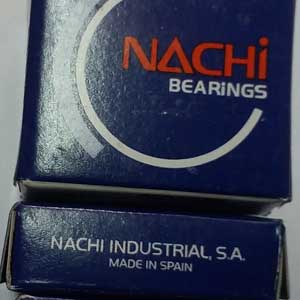 NACHi
BEARiNGS
NACHI INDUSTRIAL, S.A.
MADE IN SPAIN